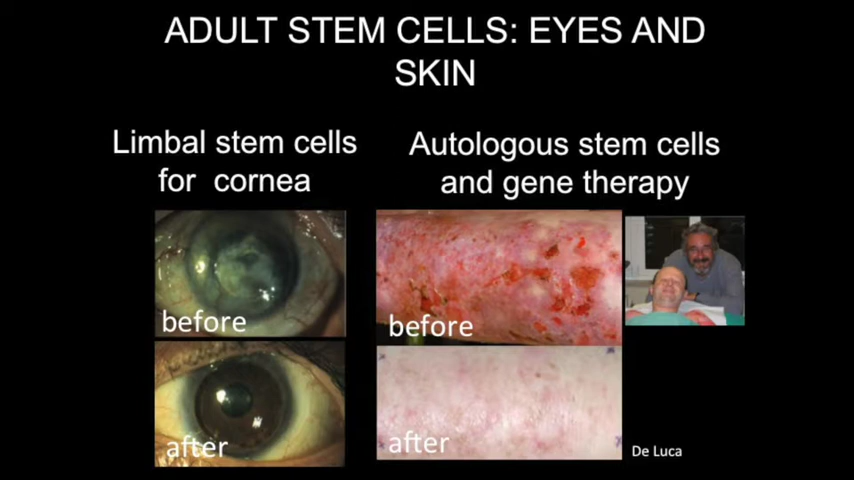 ADULT STEM CELLS: EYES AND
SKIN
Limbal stem cells
for cornea
Autologous stem cells
and gene therapy
before
before
after
after
De Luca